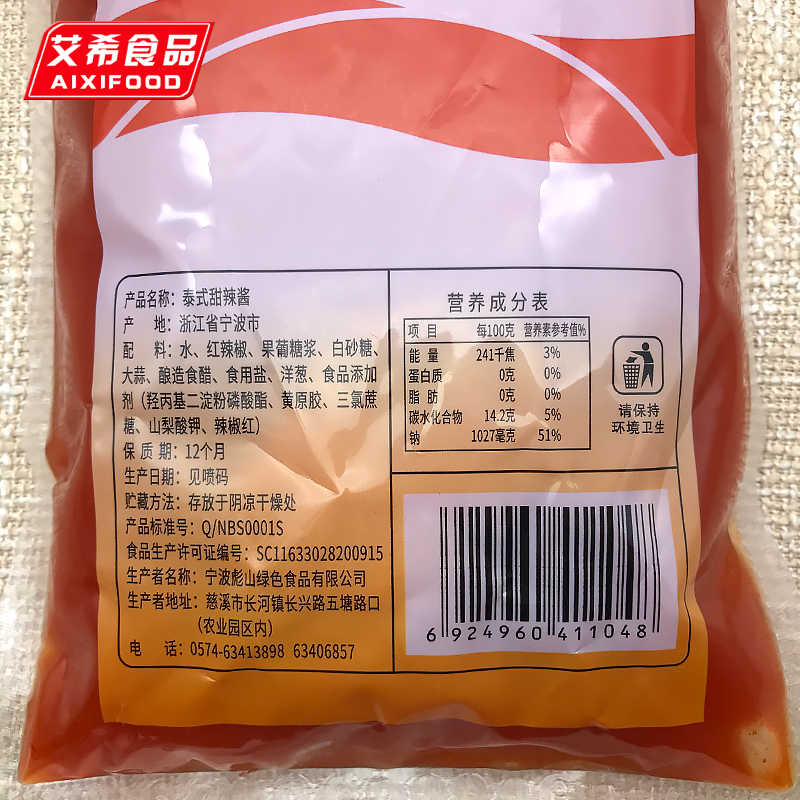 艾希食品
AIXIFOOD
产品名称：泰式甜辣酱
产 地：浙江省宁波市
配 料：水、红辣椒、果葡糖浆、白砂糖、
大蒜、酿造食醋、食用盐、洋葱、食品添加
剂（羟丙基二淀粉磷酸酯、黄原胶、三氯蔗
糖、山梨酸钾、辣椒红）
保 质 期：12个月
生产日期：见喷码
贮藏方法：存放于阴凉干燥处
产品标准号：Q/NBS0001S
食品生产许可证编号：SC11633028200915
生产者名称：宁波彪山绿色食品有限公司
生产者地址：慈溪市长河镇长兴路五塘路口
（农业园区内）
电 话：0574-63413898 63406857
营养成分表
项 目 每100克 营养素参考值%
能 量 241千焦 3%
蛋白质 0克 0%
脂 肪 0克 0%
碳水化合物 14.2克 5%
钠 1027毫克 51%
请保持
环境卫生
6 924960 411048